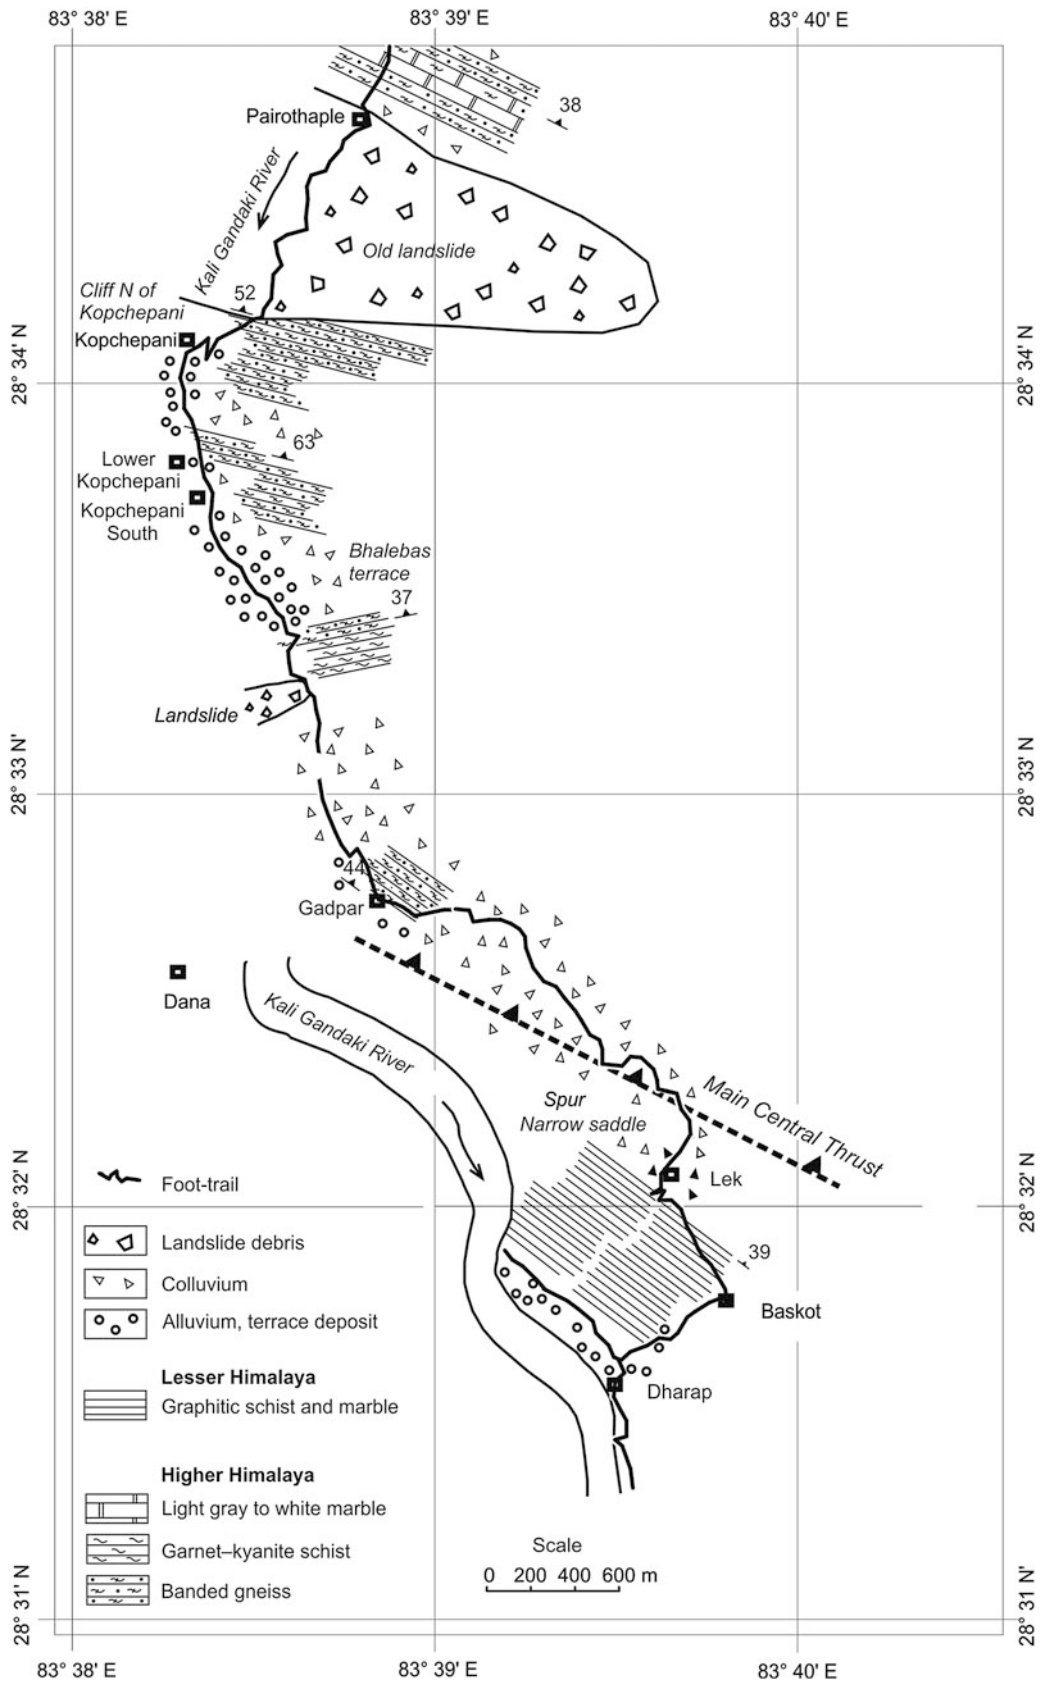 83° 38' E
83° 39' E
83° 40' E
38
Pairothaple
Kali Gandaki River
Old landslide
Cliff N of
Kopchepani
52
Kopchepani
28° 34' N
28° 34' N
63
Lower
Kopchepani
Kopchepani
South
Bhalebas
terrace
37
Landslide
28° 33 N'
28° 33' N
44
Gadpar
Dana
Kali Gandaki River
Spur
Narrow saddle
Main Central Thrust
Lek
28° 32' N
28° 32' N
39
Baskot
Dharap
Foot-trail
Landslide debris
Colluvium
Alluvium, terrace deposit
Lesser Himalaya
Graphitic schist and marble
Higher Himalaya
Light gray to white marble
Garnet–kyanite schist
Banded gneiss
Scale
0 200 400 600 m
28° 31' N
28° 31 N'
83° 38' E
83° 39' E
83° 40' E